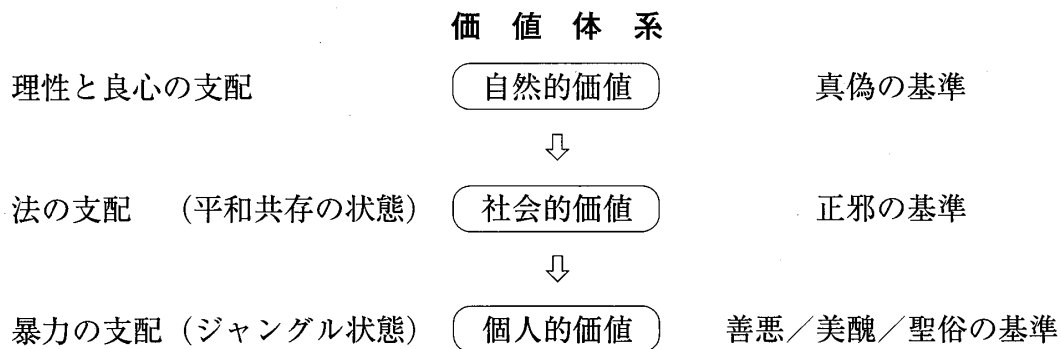 価値体系
理性と良心の支配 自然的価値 真偽の基準
⇩
法の支配 (平和共存の状態) 社会的価値 正邪の基準
⇩
暴力の支配 (ジャングル状態) 個人的価値 善悪／美醜／聖俗の基準